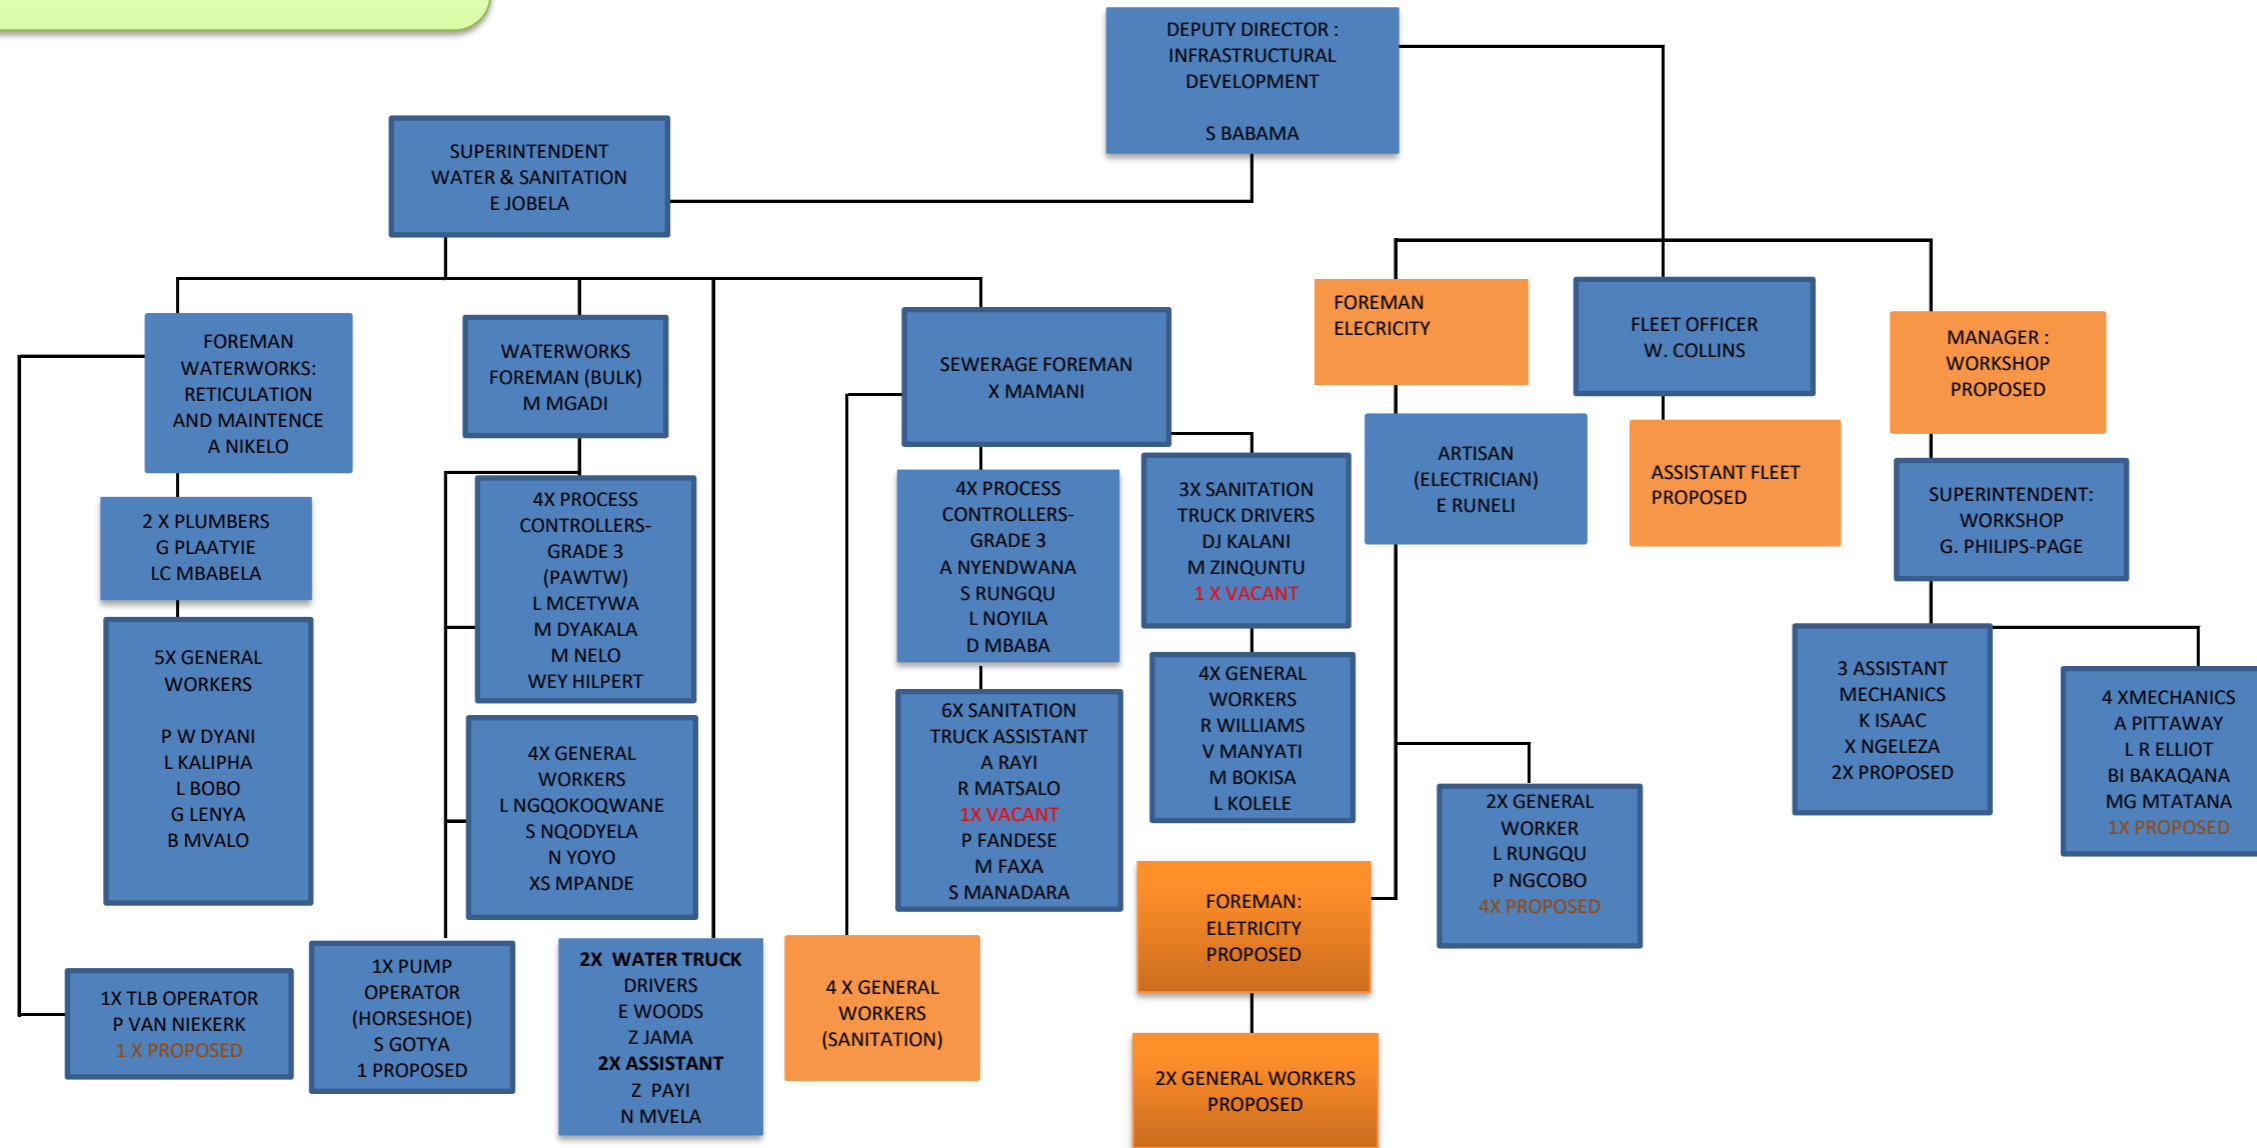 DEPUTY DIRECTOR :
INFRASTRUCTURAL
DEVELOPMENT
S BABAMA
SUPERINTENDENT
WATER & SANITATION
E JOBELA
FOREMAN
WATERWORKS:
RETICULATION
AND MAINTENCE
A NIKELO
WATERWORKS
FOREMAN (BULK)
M MGADI
SEWERAGE FOREMAN
X MAMANI
FOREMAN
ELECRICITY
FLEET OFFICER
W. COLLINS
MANAGER :
WORKSHOP
PROPOSED
2 X PLUMBERS
G PLAATYIE
LC MBABELA
4X PROCESS
CONTROLLERS-
GRADE 3
(PAWTW)
L MCETYWA
M DYAKALA
M NELO
WEY HILPERT
4X PROCESS
CONTROLLERS-
GRADE 3
A NYENDWANA
S RUNGQU
L NOYILA
D MBABA
3X SANITATION
TRUCK DRIVERS
DJ KALANI
M ZINQUNTU
1 X VACANT
ARTISAN
(ELECTRICIAN)
E RUNELI
ASSISTANT FLEET
PROPOSED
SUPERINTENDENT:
WORKSHOP
G. PHILIPS-PAGE
5X GENERAL
WORKERS
P W DYANI
L KALIPHA
L BOBO
G LENYA
B MVALO
4X GENERAL
WORKERS
L NGQOKOQWANE
S NQODYELA
N YOYO
XS MPANDE
6X SANITATION
TRUCK ASSISTANT
A RAYI
R MATSALO
1X VACANT
P FANDESE
M FAXA
S MANADARA
4X GENERAL
WORKERS
R WILLIAMS
V MANYATI
M BOKISA
L KOLELE
3 ASSISTANT
MECHANICS
K ISAAC
X NGELEZA
2X PROPOSED
4 XMECHANICS
A PITTAWAY
L R ELLIOT
BI BAKAQANA
MG MTATANA
1X PROPOSED
2X GENERAL
WORKER
L RUNGQU
P NGCOBO
4X PROPOSED
FOREMAN:
ELETRICITY
PROPOSED
1X TLB OPERATOR
P VAN NIEKERK
1 X PROPOSED
1X PUMP
OPERATOR
(HORSESHOE)
S GOTYA
1 PROPOSED
2X  WATER TRUCK
DRIVERS
E WOODS
Z JAMA
2X ASSISTANT
Z  PAYI
N MVELA
4 X GENERAL
WORKERS
(SANITATION)
2X GENERAL WORKERS
PROPOSED